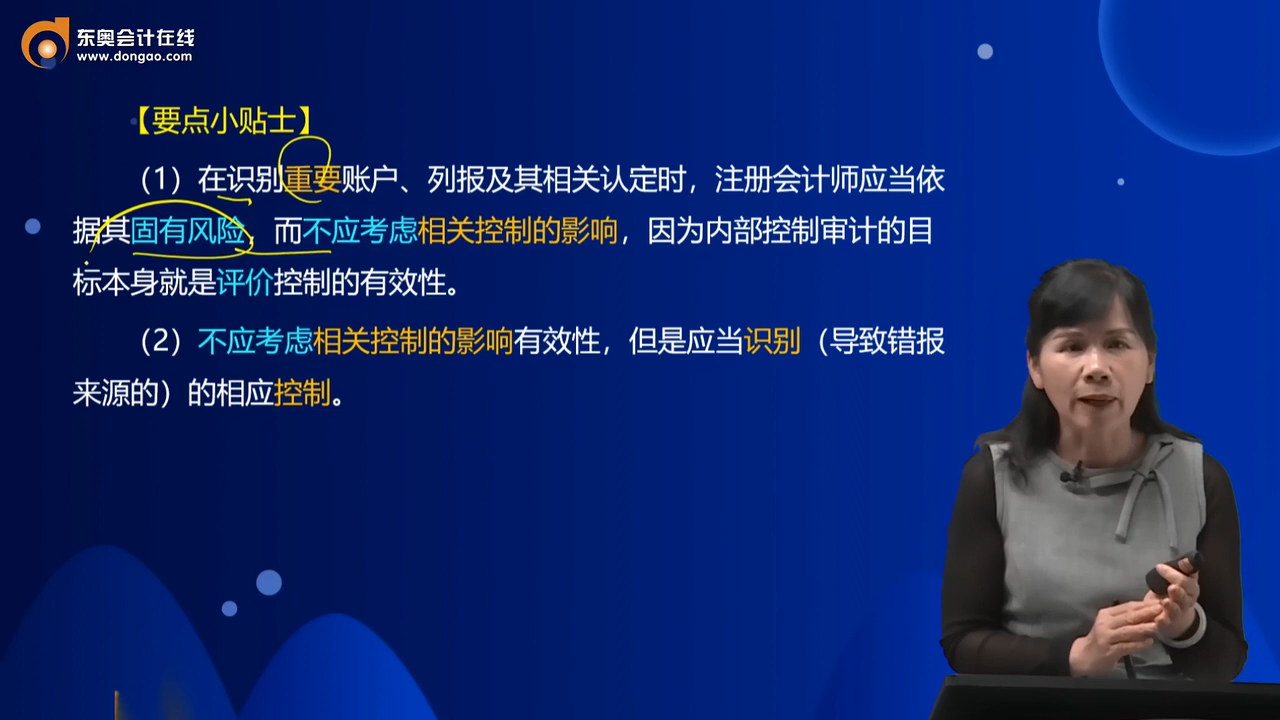 东奥会计在线
www.dongao.com
【要点小贴士】
（1）在识别重要账户、列报及其相关认定时，注册会计师应当依
据其固有风险，而不应考虑相关控制的影响，因为内部控制审计的目
标本身就是评价控制的有效性。
（2）不应考虑相关控制的影响有效性，但是应当识别（导致错报
来源的）的相应控制。